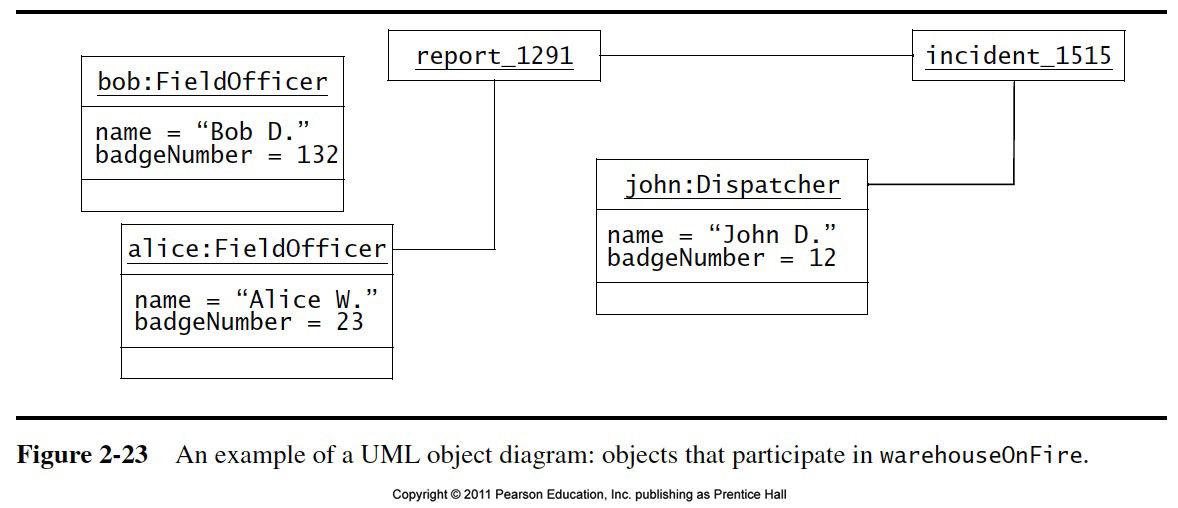 report_1291
incident_1515
bob:FieldOfficer
name = “Bob D.”
badgeNumber = 132
john:Dispatcher
name = “John D.”
badgeNumber = 12
alice:FieldOfficer
name = “Alice W.”
badgeNumber = 23
Figure 2-23 An example of a UML object diagram: objects that participate in warehouseOnFire.
Copyright © 2011 Pearson Education, Inc. publishing as Prentice Hall